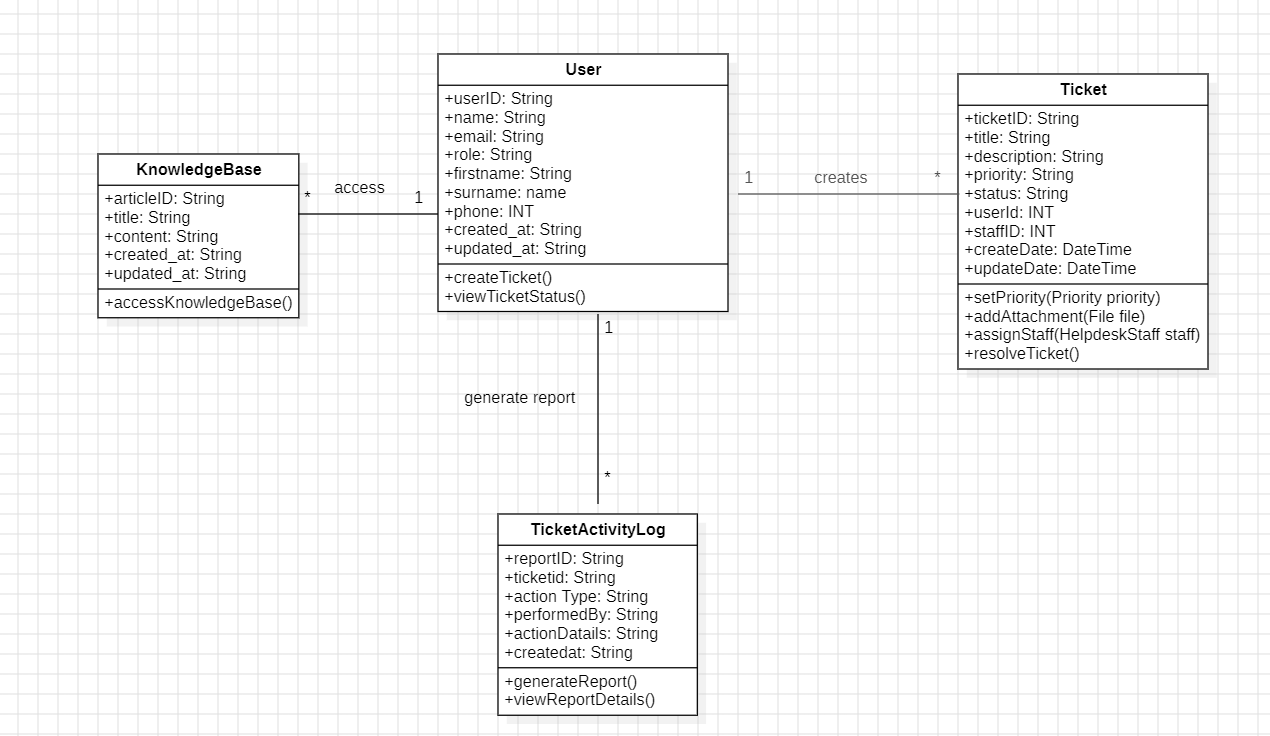 User
+userID: String
+name: String
+email: String
+role: String
+firstname: String
+surname: name
+phone: INT
+created_at: String
+updated_at: String
+createTicket()
+viewTicketStatus()
Ticket
+ticketID: String
+title: String
+description: String
+priority: String
+status: String
+userId: INT
+staffID: INT
+createDate: DateTime
+updateDate: DateTime
+setPriority(Priority priority)
+addAttachment(File file)
+assignStaff(HelpdeskStaff staff)
+resolveTicket()
KnowledgeBase
+articleID: String
+title: String
+content: String
+created_at: String
+updated_at: String
+accessKnowledgeBase()
* access 1
1 creates *
1
generate report
*
TicketActivityLog
+reportID: String
+ticketid: String
+action Type: String
+performedBy: String
+actionDatails: String
+createdat: String
+generateReport()
+viewReportDetails()